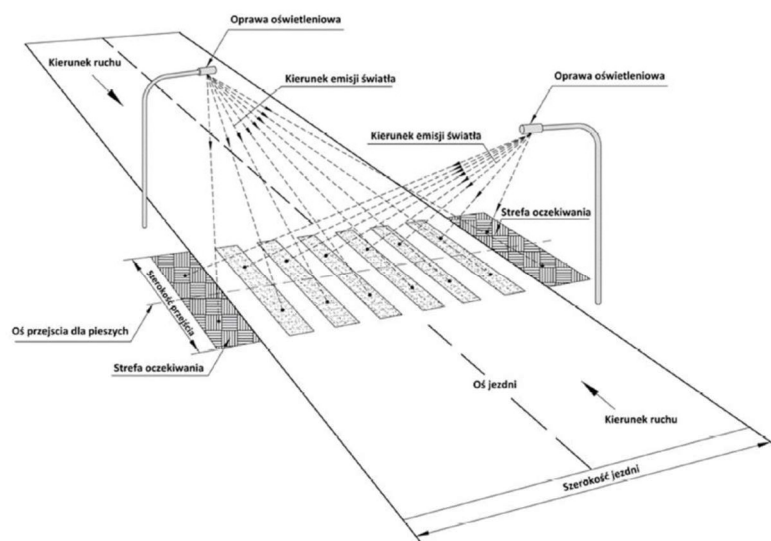 Oprawa oświetleniowa
Kierunek ruchu
Kierunek emisji światła
Oprawa oświetleniowa
Kierunek emisji światła
Strefa oczekiwania
Szerokość przejścia
Oś przejścia dla pieszych
Strefa oczekiwania
Oś jezdni
Kierunek ruchu
Szerokość jezdni